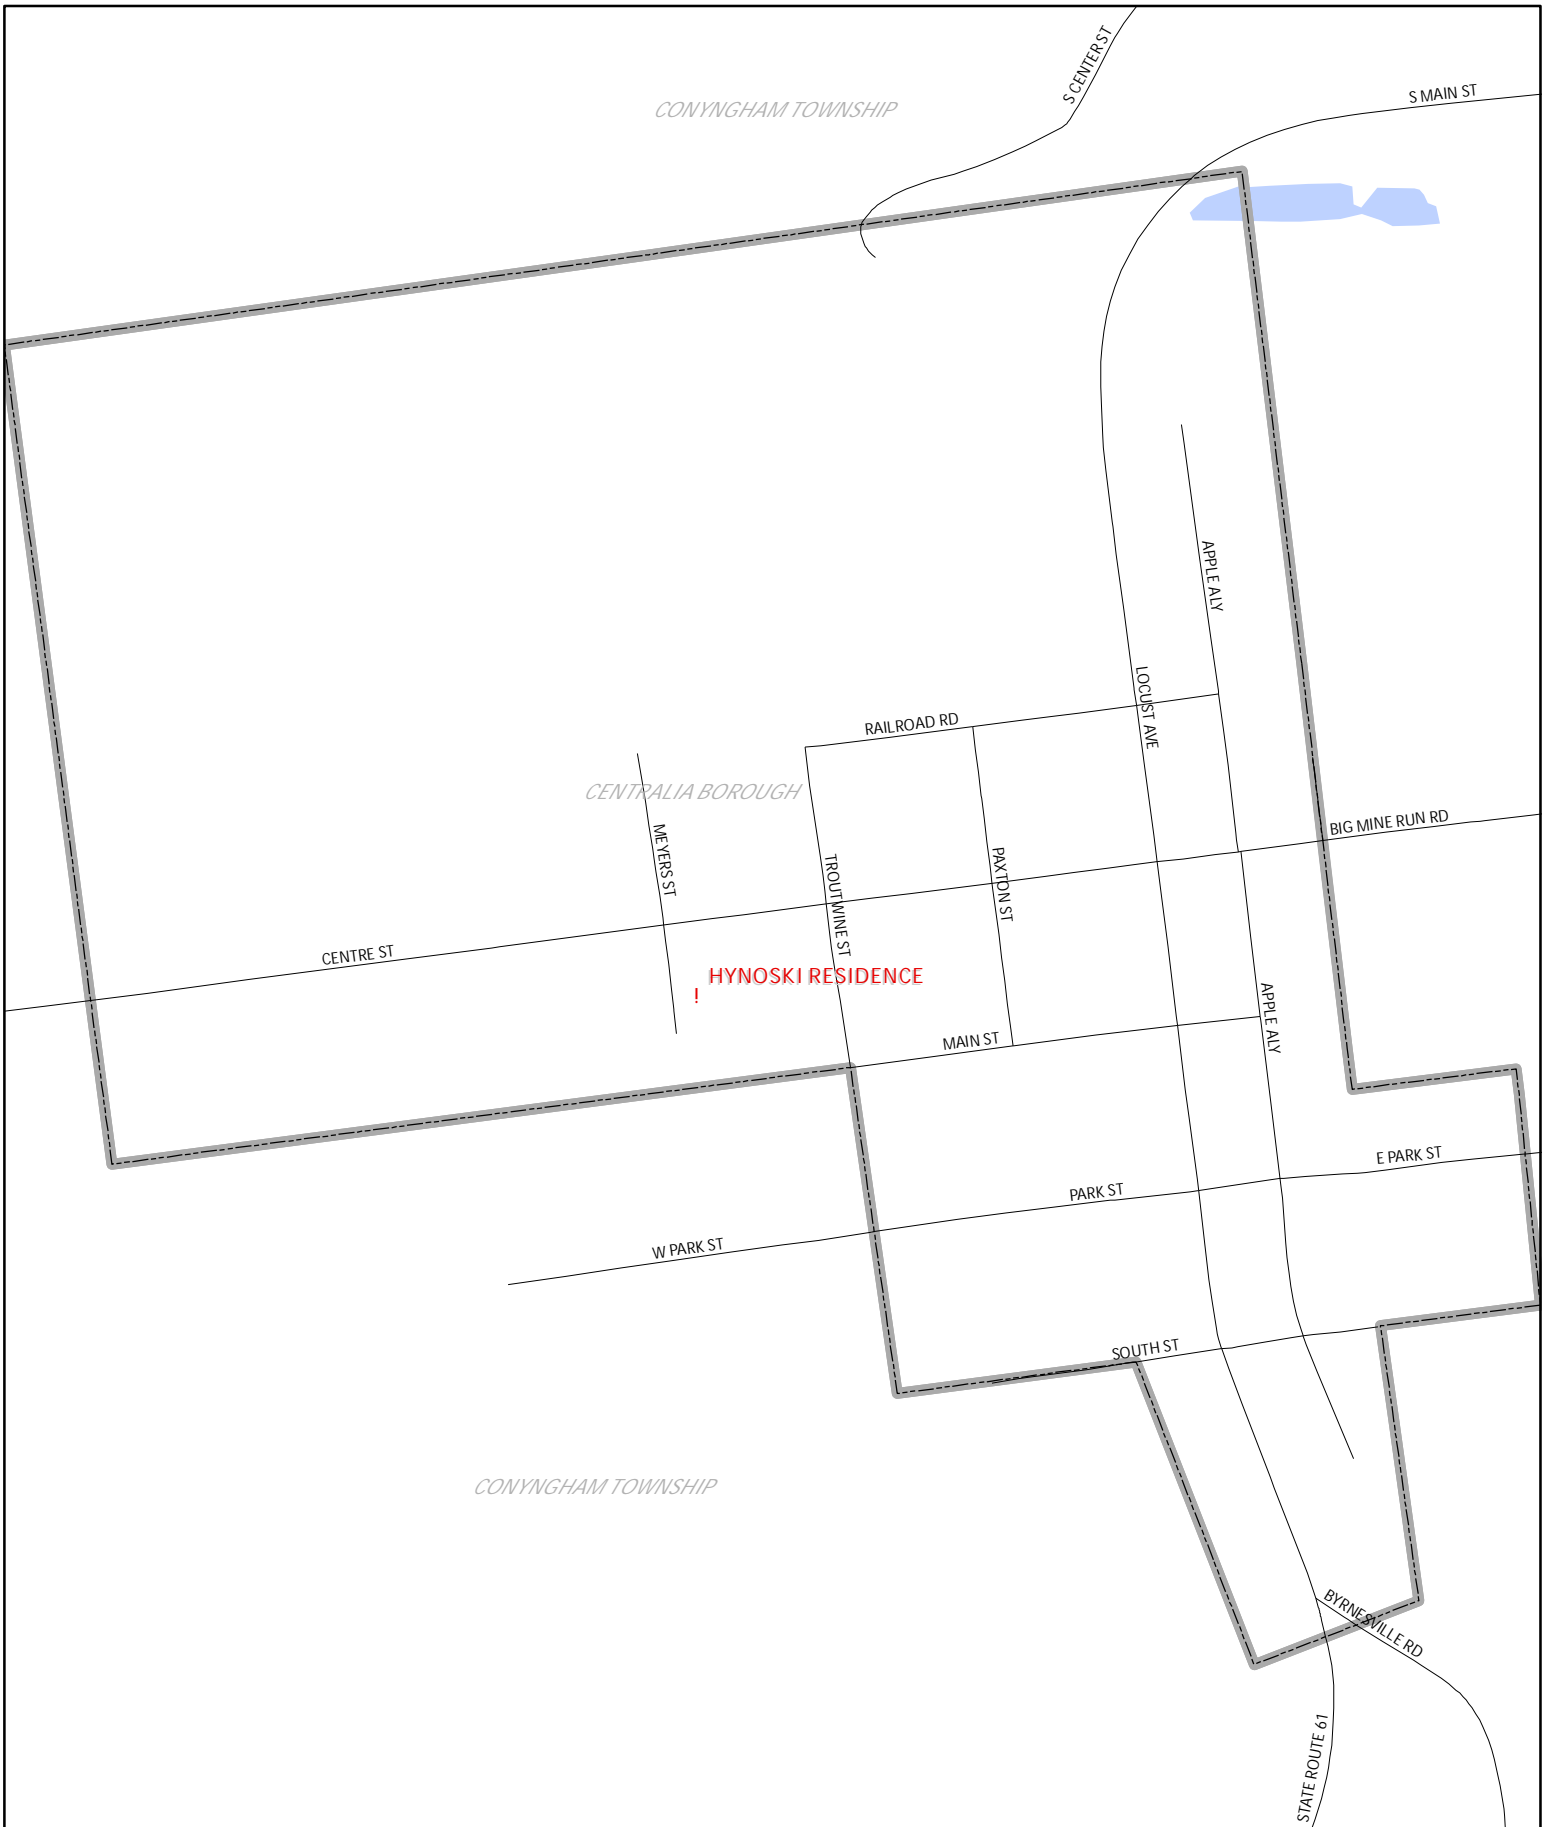 S CENTER ST
S MAIN ST
CONYNGHAM TOWNSHIP
APPLE ALY
LOCUST AVE
RAILROAD RD
CENTRALIA BOROUGH
BIG MINE RUN RD
MEYERS ST
TROUTWINE ST
PAXTON ST
CENTRE ST
HYNOSKI RESIDENCE
!
APPLE ALY
MAIN ST
E PARK ST
PARK ST
W PARK ST
SOUTH ST
CONYNGHAM TOWNSHIP
BYRNESVILLE RD
STATE ROUTE 61